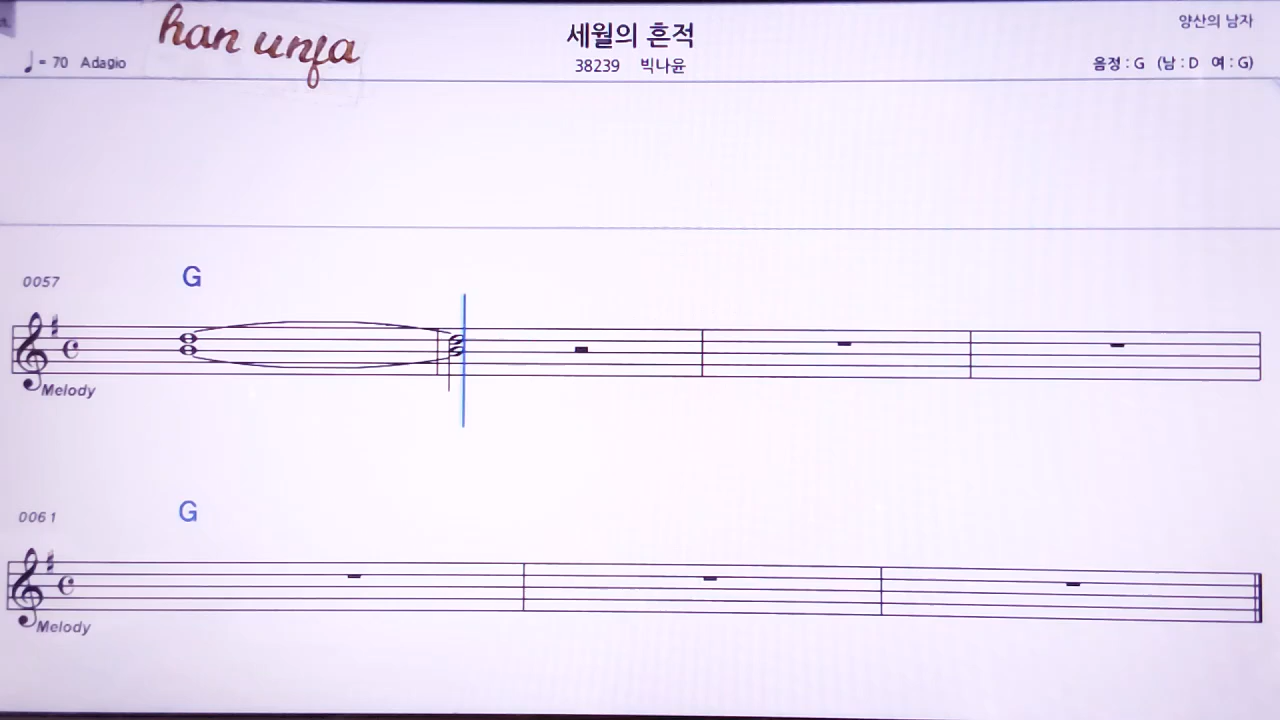 han unja
세월의 흔적
양산의 남자
♩= 70 Adagio
38239 빅나윤
음정 : G (남 : D 여 : G)
0057
G
Melody
0061
G
Melody